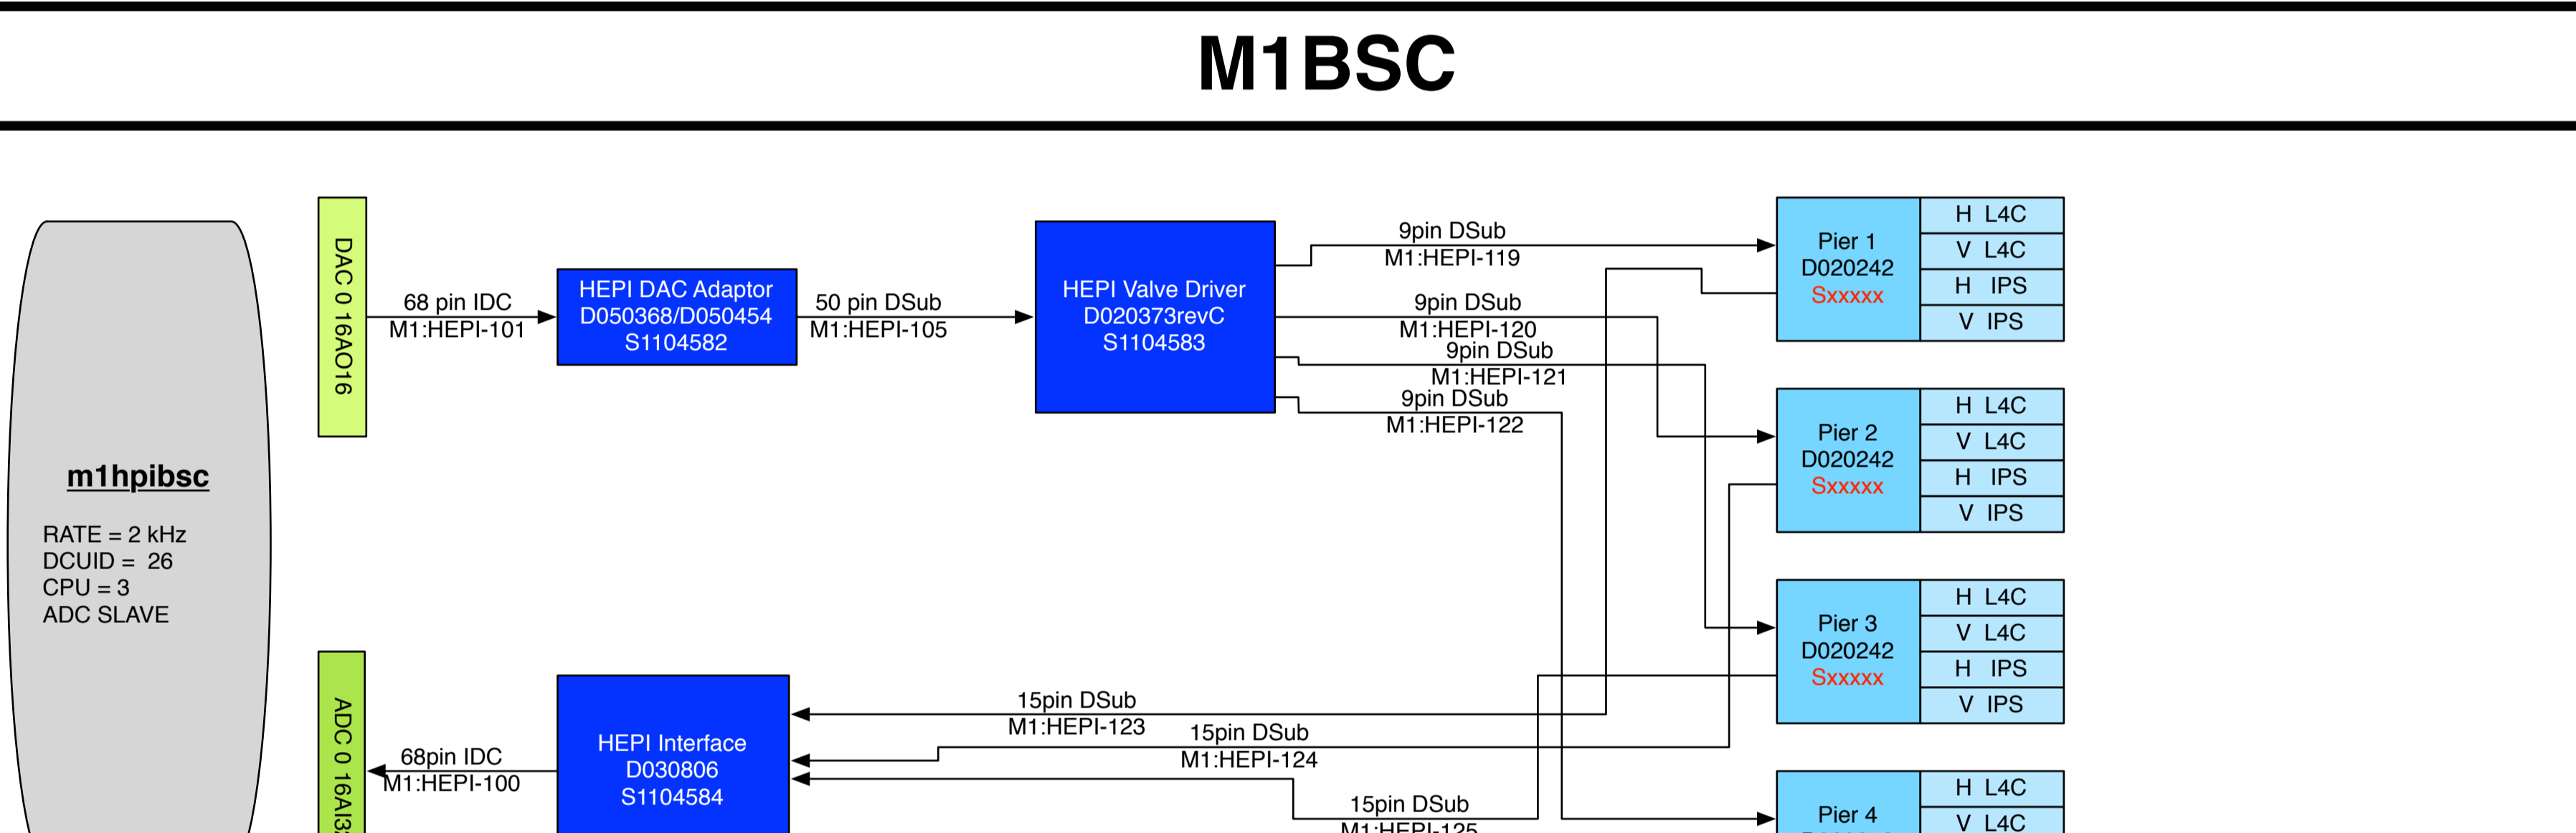 M1BSC
m1hpibsc
RATE = 2 kHz
DCUID = 26
CPU = 3
ADC SLAVE
DAC 0 16AO16
68 pin IDC
M1:HEPI-101
HEPI DAC Adaptor
D050368/D050454
S1104582
50 pin DSub
M1:HEPI-105
HEPI Valve Driver
D020373revC
S1104583
9pin DSub
M1:HEPI-119
9pin DSub
M1:HEPI-120
9pin DSub
M1:HEPI-121
9pin DSub
M1:HEPI-122
Pier 1
D020242
Sxxxxx
H L4C
V L4C
H IPS
V IPS
Pier 2
D020242
Sxxxxx
H L4C
V L4C
H IPS
V IPS
Pier 3
D020242
Sxxxxx
H L4C
V L4C
H IPS
V IPS
Pier 4
H L4C
V L4C
ADC 0
68pin IDC
M1:HEPI-100
HEPI Interface
D030806
S1104584
15pin DSub
M1:HEPI-123
15pin DSub
M1:HEPI-124
15pin DSub
M1:HEPI-125